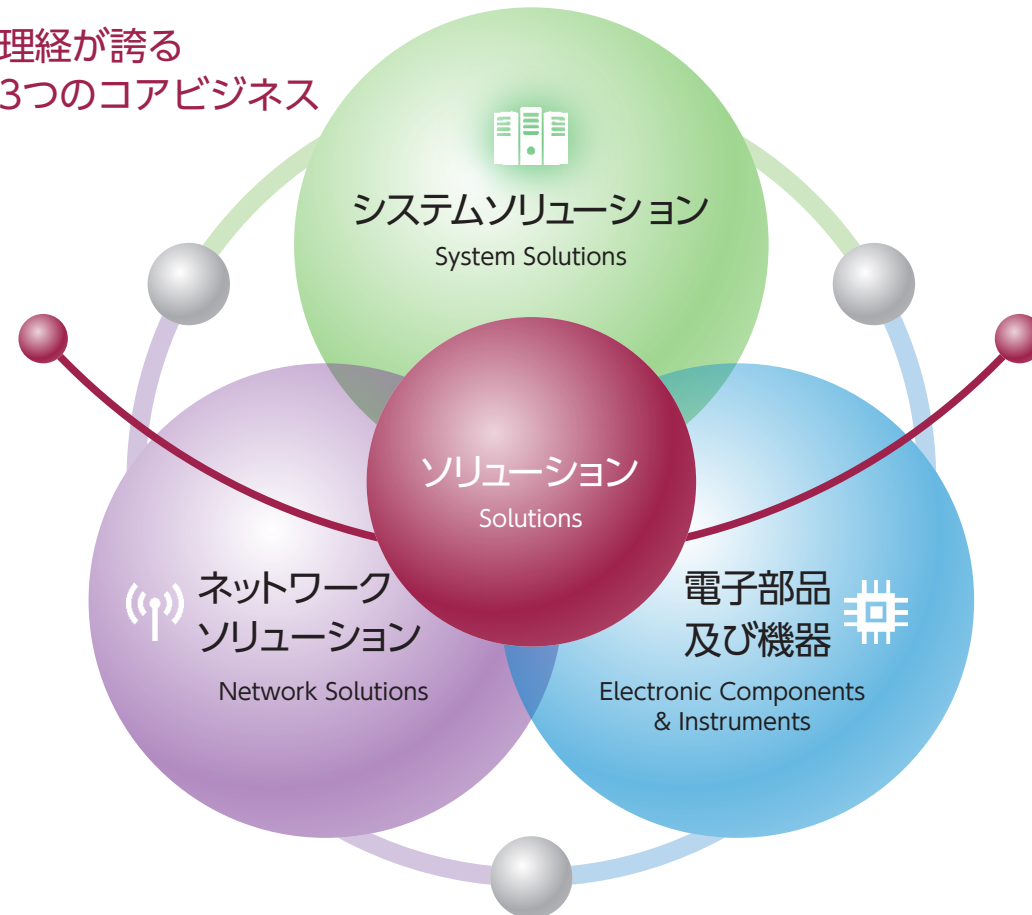 理経が誇る
3つのコアビジネス
システムソリューション
System Solutions
ソリューション
Solutions
ネットワーク
ソリューション
Network Solutions
電子部品
及び機器
Electronic Components
& Instruments